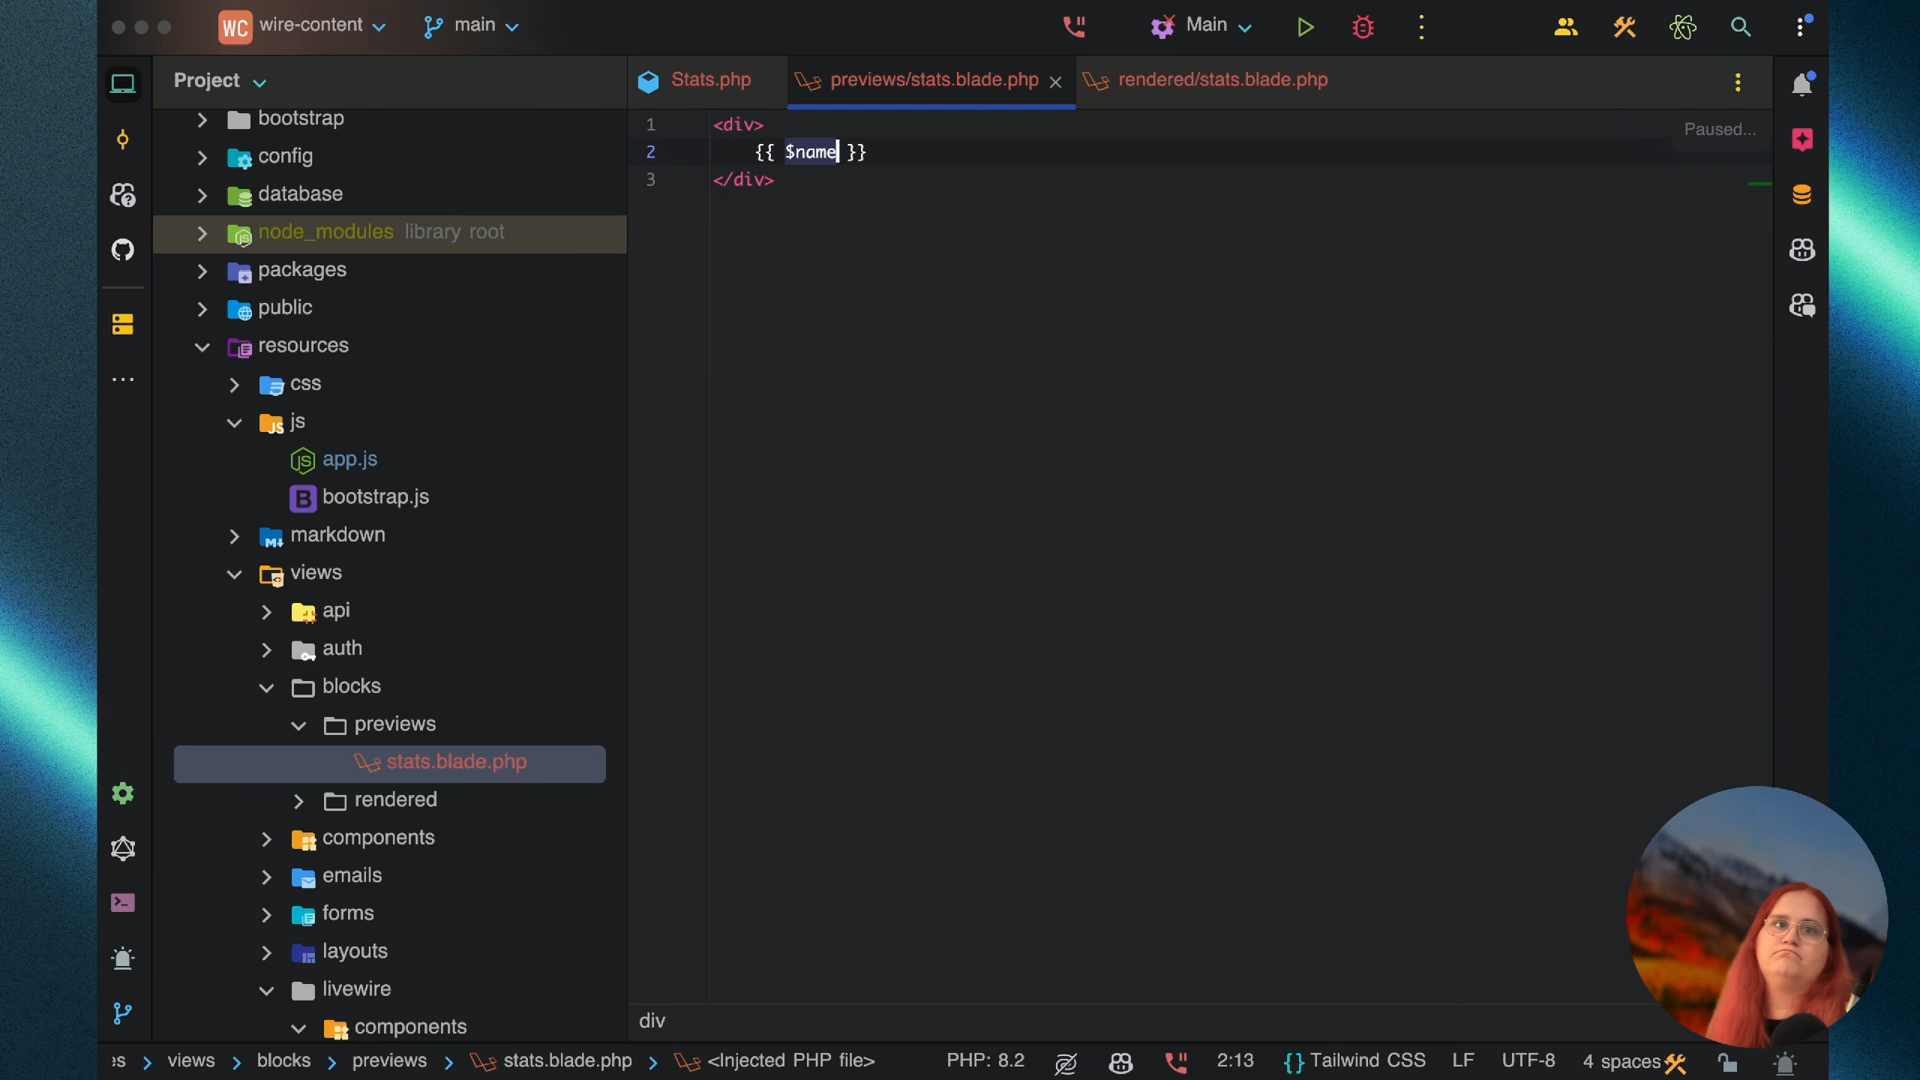 WC wire-content main Main
Project
Stats.php previews/stats.blade.php rendered/stats.blade.php
Paused...
bootstrap
config
database
node_modules library root
packages
public
resources
css
js
app.js
bootstrap.js
markdown
views
api
auth
blocks
previews
stats.blade.php
rendered
components
emails
forms
layouts
livewire
components
1 <div>
2 {{ $name }}
3 </div>
div
es views blocks previews stats.blade.php <Injected PHP file> PHP: 8.2 2:13 {} Tailwind CSS LF UTF-8 4 spaces